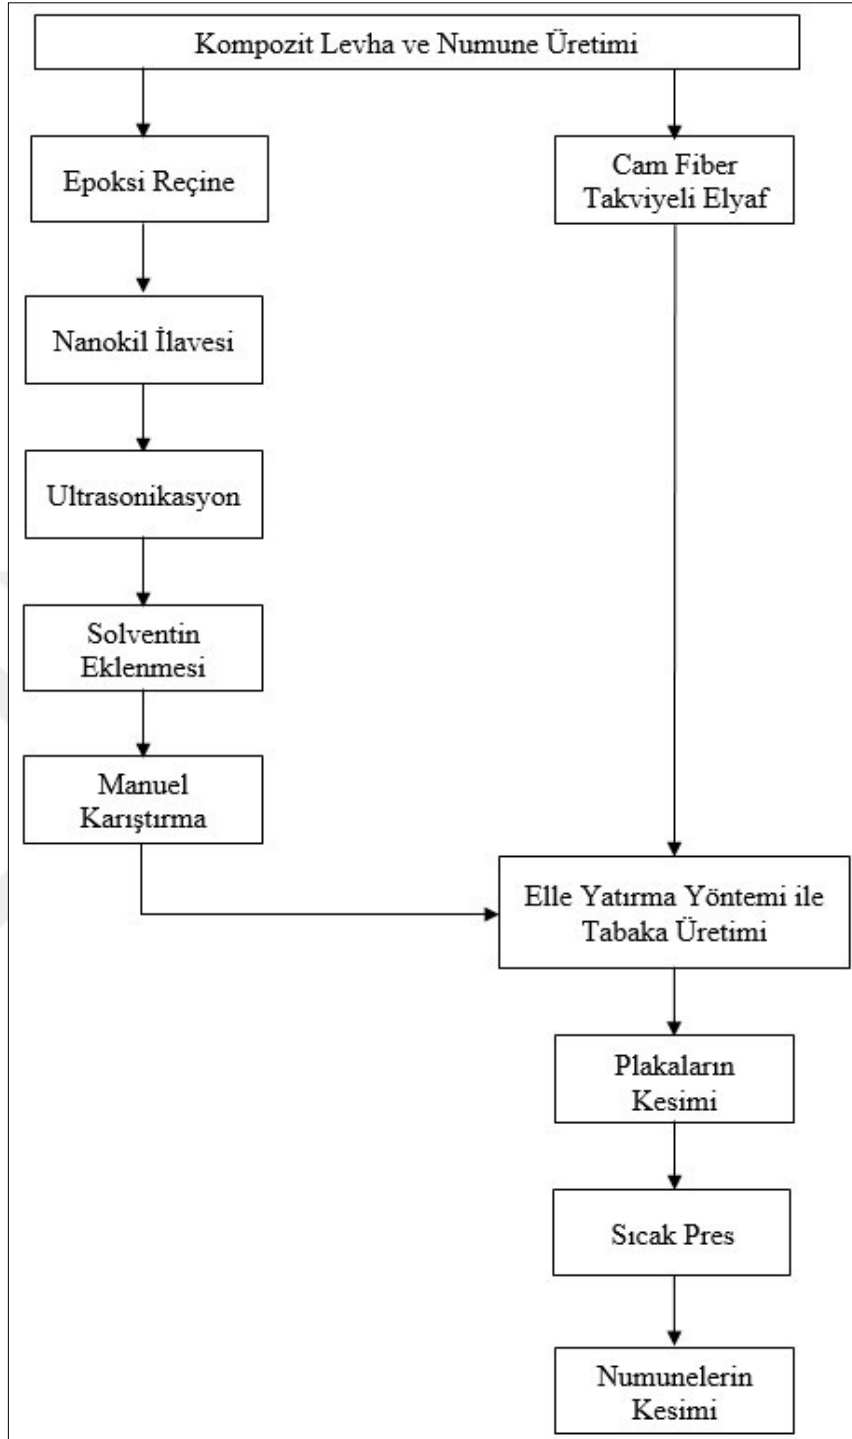 Kompozit Levha ve Numune Üretimi
Epoksi Reçine
Cam Fiber
Takviyeli Elyaf
Nanokil İlavesi
Ultrasonikasyon
Solventin
Eklenmesi
Manuel
Karıştırma
Elle Yatırma Yöntemi ile
Tabaka Üretimi
Plakaların
Kesimi
Sıcak Pres
Numunelerin
Kesimi